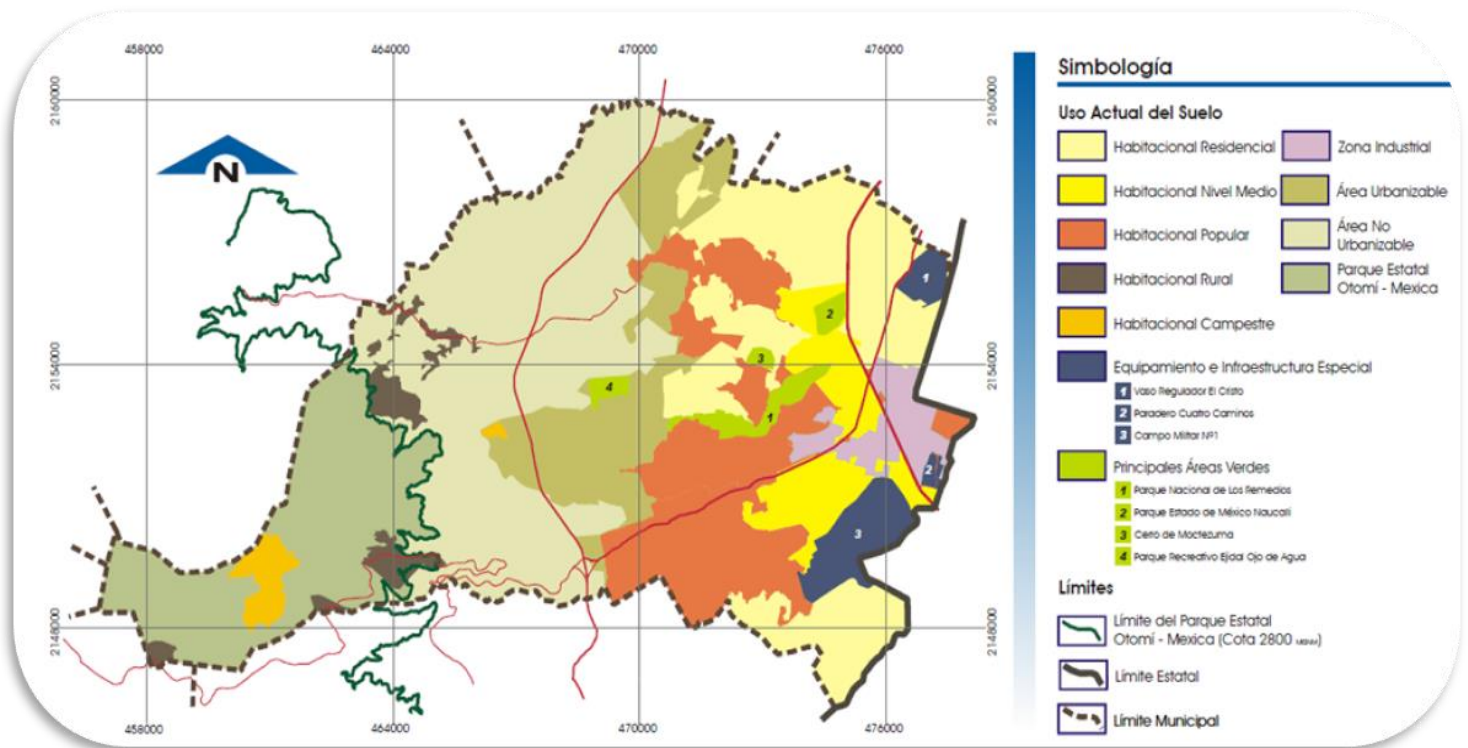 458000 464000 470000 476000
2160000 2160000
N
2154000 2154000
2148000 2148000
1
2
3
4
1
2
3
458000 464000 470000 476000
Simbología
Uso Actual del Suelo
Habitacional Residencial
Habitacional Nivel Medio
Habitacional Popular
Habitacional Rural
Habitacional Campestre
Zona Industrial
Área Urbanizable
Área No
Urbanizable
Parque Estatal
Otomí - Mexica
Equipamiento e Infraestructura Especial
1 Vaso Regulador El Cristo
2 Paradero Cuatro Caminos
3 Campo Militar Nº1
Principales Áreas Verdes
1 Parque Nacional de Los Remedios
2 Parque Estado de México Naucalli
3 Cerro de Moctezuma
4 Parque Recreativo Ejidal Ojo de Agua
Límites
Límite del Parque Estatal
Otomí - Mexica (Cota 2800 MSNM)
Límite Estatal
Límite Municipal